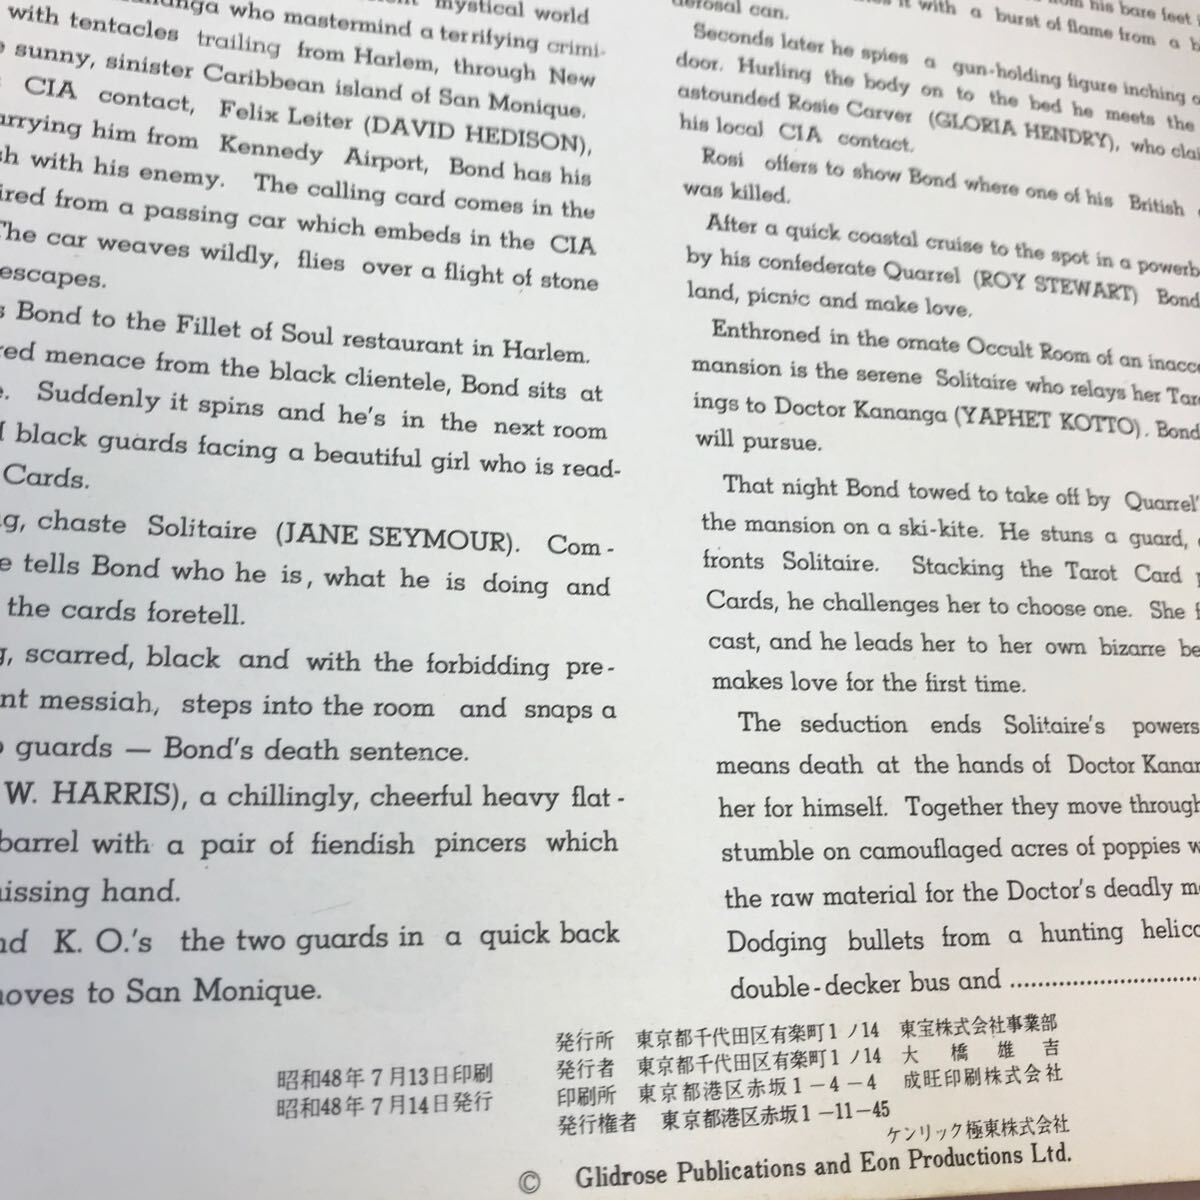 mystical world
who mastermind a terrifying crimi-
with tentacles trailing from Harlem, through New
sunny, sinister Caribbean island of San Monique.
CIA contact, Felix Leiter (DAVID HEDISON),
him from Kennedy Airport, Bond has his
with his enemy. The calling card comes in the
from a passing car which embeds in the CIA
The car weaves wildly, flies over a flight of stone
escapes.
Bond to the Fillet of Soul restaurant in Harlem.
menace from the black clientele, Bond sits at
Suddenly it spins and he's in the next room
black guards facing a beautiful girl who is read-
Cards.
chaste Solitaire (JANE SEYMOUR). Com-
tells Bond who he is, what he is doing and
the cards foretell.
scarred, black and with the forbidding pre-
messiah, steps into the room and snaps a
guards — Bond's death sentence.
W. HARRIS), a chillingly, cheerful heavy flat-
barrel with a pair of fiendish pincers which
hand.
K. O.'s the two guards in a quick back
to San Monique.
his bare feet
it with a burst of flame from a
aerosal can.
Seconds later he spies a gun-holding figure inching
door. Hurling the body on to the bed he meets the
astounded Rosie Carver (GLORIA HENDRY), who
his local CIA contact.
Rosi offers to show Bond where one of his British
was killed.
After a quick coastal cruise to the spot in a
by his confederate Quarrel (ROY STEWART) Bond
land, picnic and make love.
Enthroned in the ornate Occult Room of an
mansion is the serene Solitaire who relays her
ings to Doctor Kananga (YAPHET KOTTO). Bond
will pursue.
That night Bond towed to take off by Quarrel'
the mansion on a ski-kite. He stuns a guard,
fronts Solitaire. Stacking the Tarot Card
Cards, he challenges her to choose one. She
cast, and he leads her to her own bizarre
makes love for the first time.
The seduction ends Solitaire's powers
means death at the hands of Doctor
her for himself. Together they move through
stumble on camouflaged acres of poppies
the raw material for the Doctor's deadly
Dodging bullets from a hunting
double-decker bus and ..............................
昭和48年7月13日印刷
昭和48年7月14日発行
発行所 東京都千代田区有楽町1ノ14 東宝株式会社事業部
発行者 東京都千代田区有楽町1ノ14 大橋雄吉
印刷所 東京都港区赤坂1-4-4 成旺印刷株式会社
発行権者 東京都港区赤坂1-11-45
ケンリック極東株式会社
© Glidrose Publications and Eon Productions Ltd.